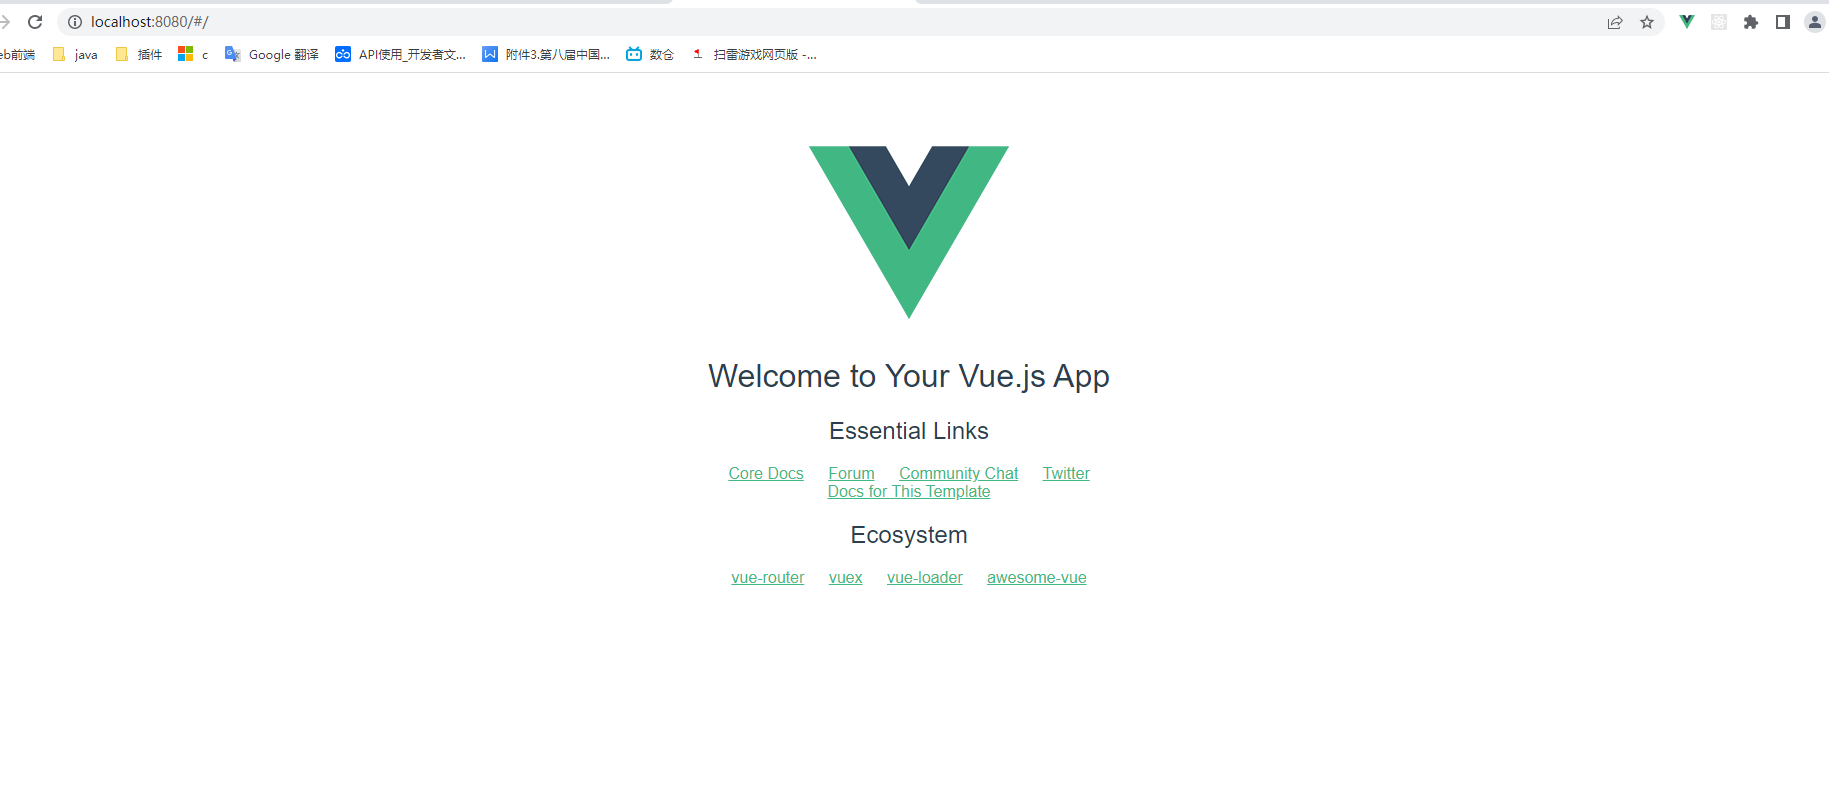 localhost:8080/#/
eb前端 java 插件 c Google 翻译 API使用_开发者文... 附件3.第八届中国... 数仓 扫雷游戏网页版 -...
Welcome to Your Vue.js App
Essential Links
Core Docs Forum Community Chat Twitter
Docs for This Template
Ecosystem
vue-router vuex vue-loader awesome-vue